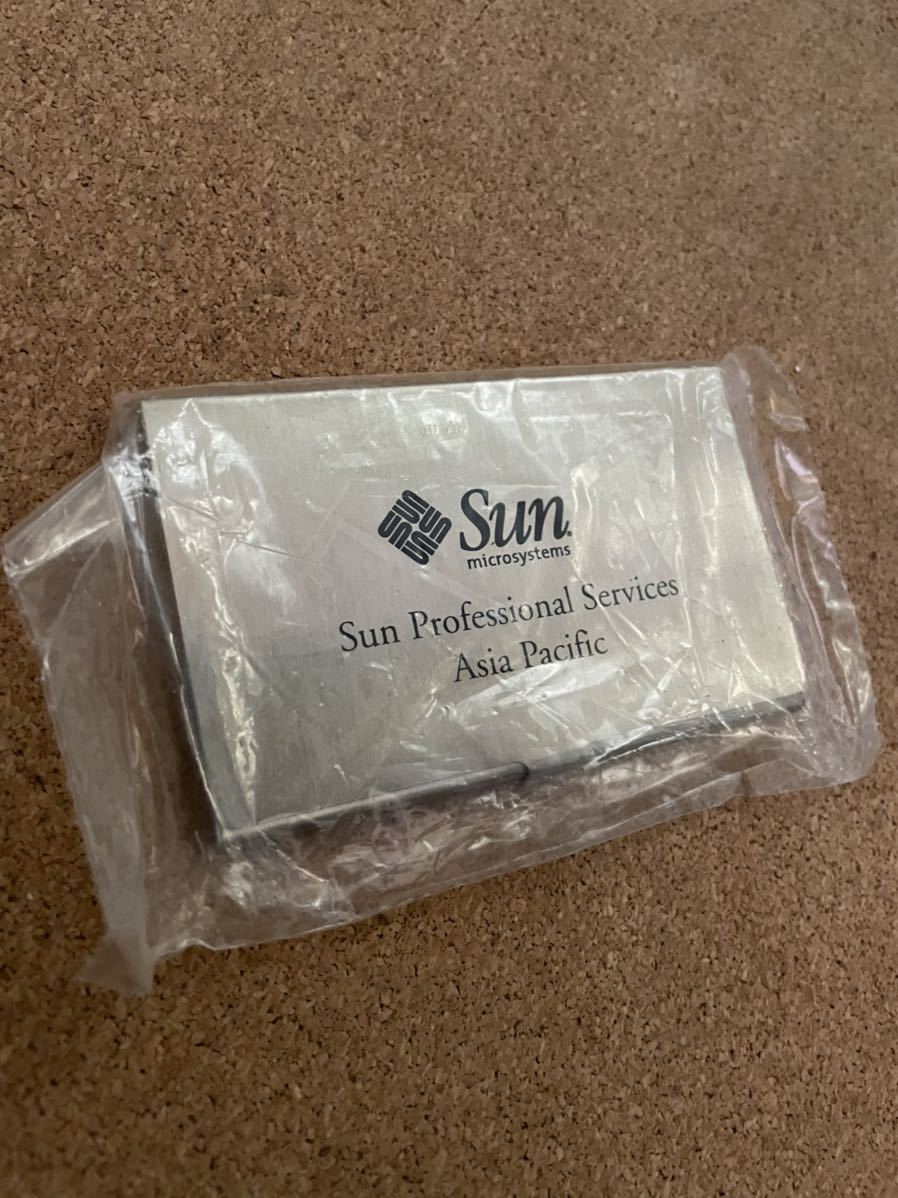 Sun
microsystems
Sun Professional Services
Asia Pacific